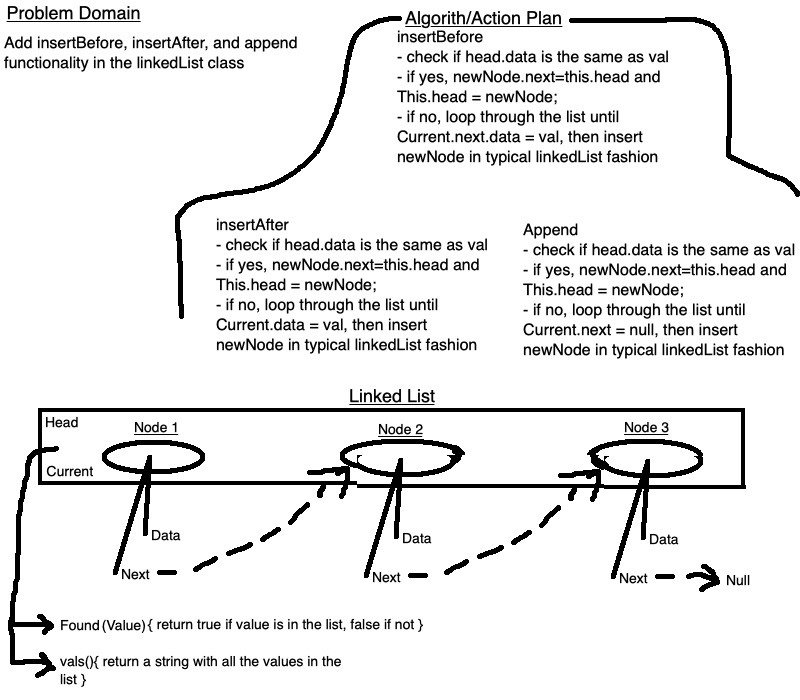 Problem Domain
Add insertBefore, insertAfter, and append
functionality in the linkedList class
Algorith/Action Plan
insertBefore
- check if head.data is the same as val
- if yes, newNode.next=this.head and
This.head = newNode;
- if no, loop through the list until
Current.next.data = val, then insert
newNode in typical linkedList fashion
insertAfter
- check if head.data is the same as val
- if yes, newNode.next=this.head and
This.head = newNode;
- if no, loop through the list until
Current.data = val, then insert
newNode in typical linkedList fashion
Append
- check if head.data is the same as val
- if yes, newNode.next=this.head and
This.head = newNode;
- if no, loop through the list until
Current.next = null, then insert
newNode in typical linkedList fashion
Linked List
Head
Node 1
Node 2
Node 3
Current
Data
Data
Data
Next
Next
Next
Null
Found(Value){ return true if value is in the list, false if not }
vals(){ return a string with all the values in the
list }